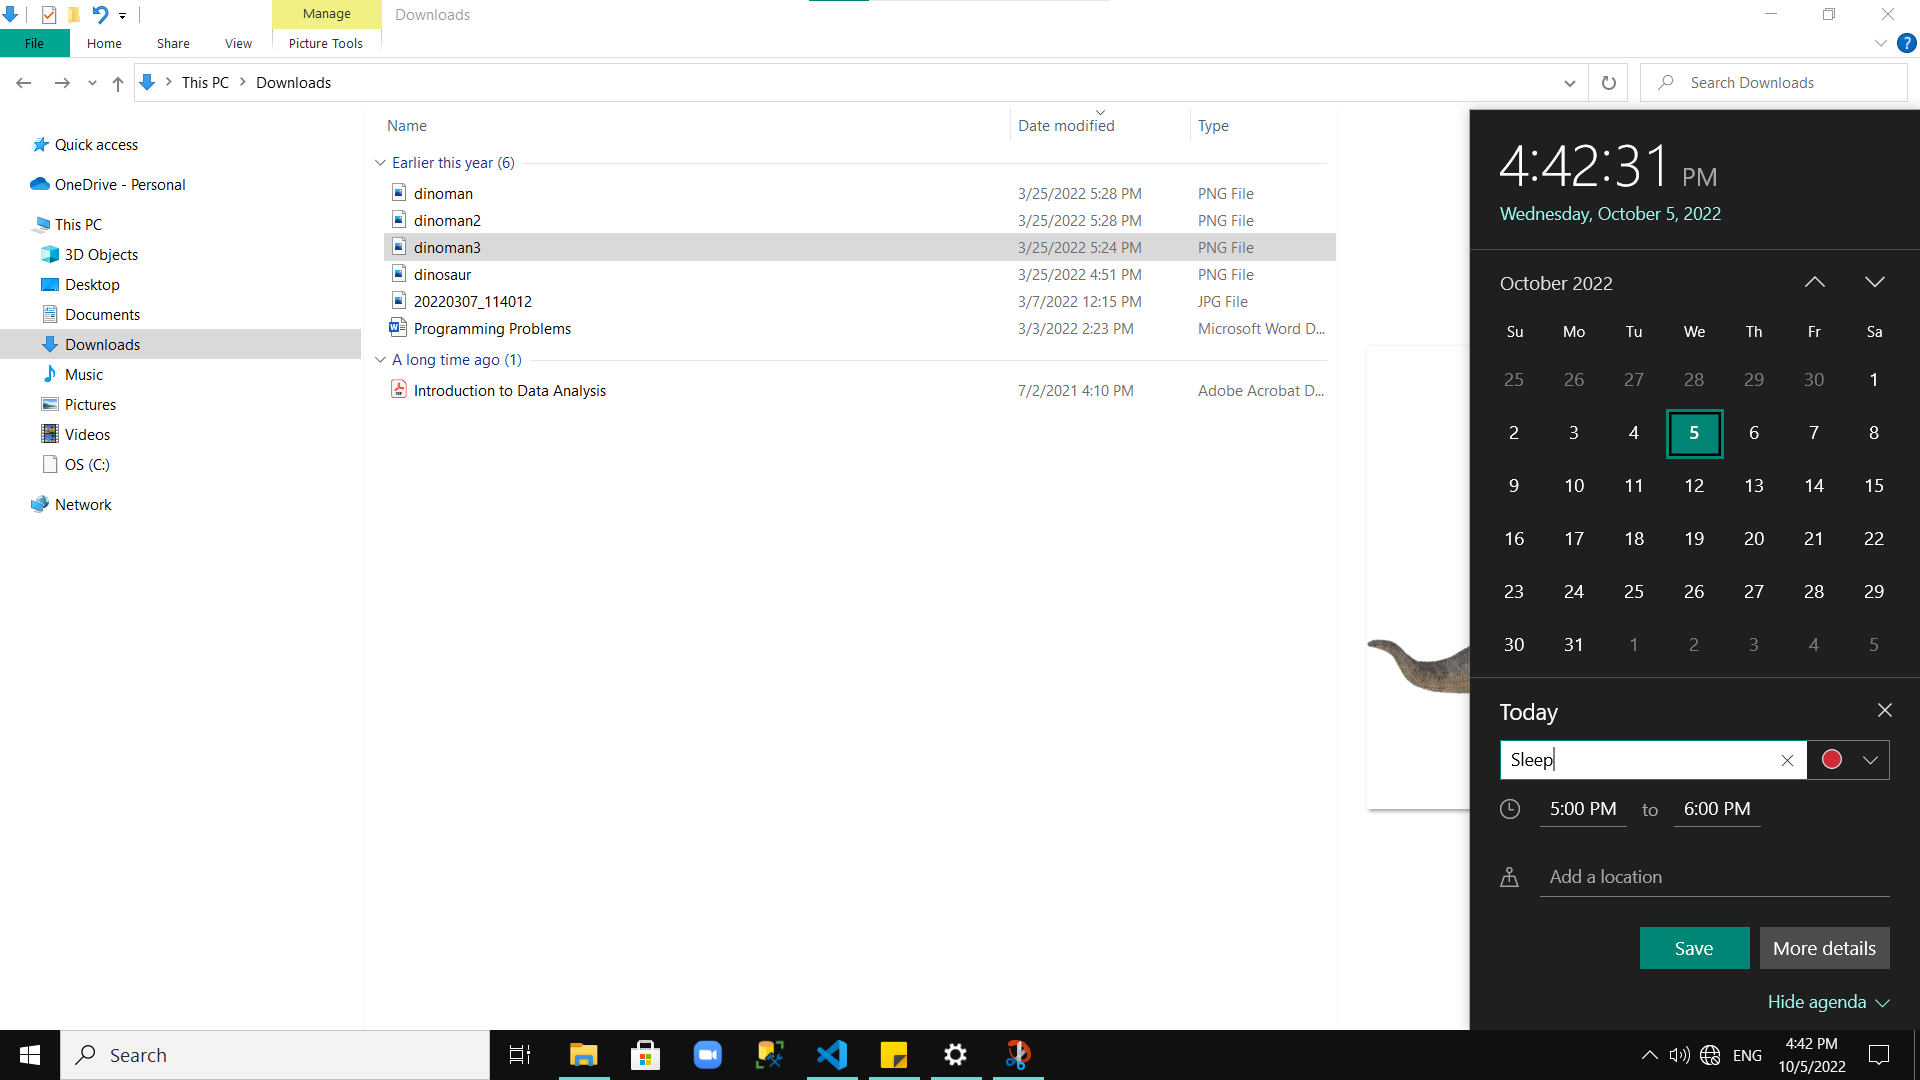 Manage
Downloads
File
Home
Share
View
Picture Tools
?
This PC
Downloads
Search Downloads
Quick access
OneDrive - Personal
This PC
3D Objects
Desktop
Documents
Downloads
Music
Pictures
Videos
OS (C:)
Network
Name Date modified Type
Earlier this year (6)
dinoman 3/25/2022 5:28 PM PNG File
dinoman2 3/25/2022 5:28 PM PNG File
dinoman3 3/25/2022 5:24 PM PNG File
dinosaur 3/25/2022 4:51 PM PNG File
20220307_114012 3/7/2022 12:15 PM JPG File
Programming Problems 3/3/2022 2:23 PM Microsoft Word D...
A long time ago (1)
Introduction to Data Analysis 7/2/2021 4:10 PM Adobe Acrobat D...
4:42:31 PM
Wednesday, October 5, 2022
October 2022
Su Mo Tu We Th Fr Sa
25 26 27 28 29 30 1
2 3 4 5 6 7 8
9 10 11 12 13 14 15
16 17 18 19 20 21 22
23 24 25 26 27 28 29
30 31 1 2 3 4 5
Today
Sleep
5:00 PM to 6:00 PM
Add a location
Save
More details
Hide agenda
Search
ENG
4:42 PM
10/5/2022